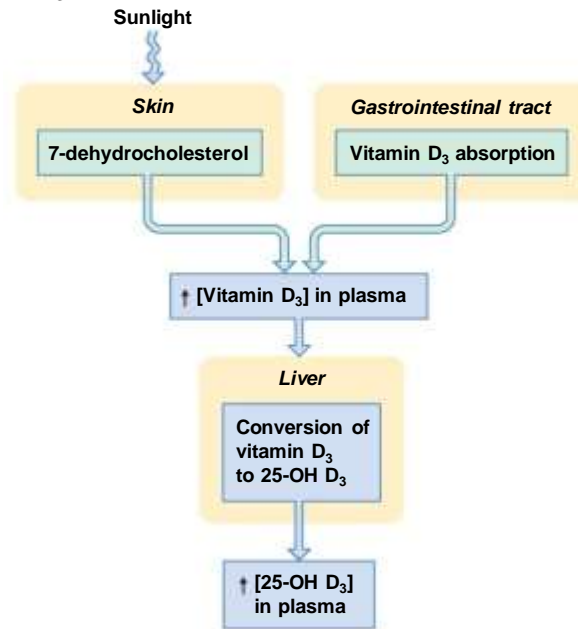 Sunlight
Skin
Gastrointestinal tract
7-dehydrocholesterol
Vitamin D₃ absorption
↑ [Vitamin D₃] in plasma
Liver
Conversion of
vitamin D₃
to 25-OH D₃
↑ [25-OH D₃]
in plasma